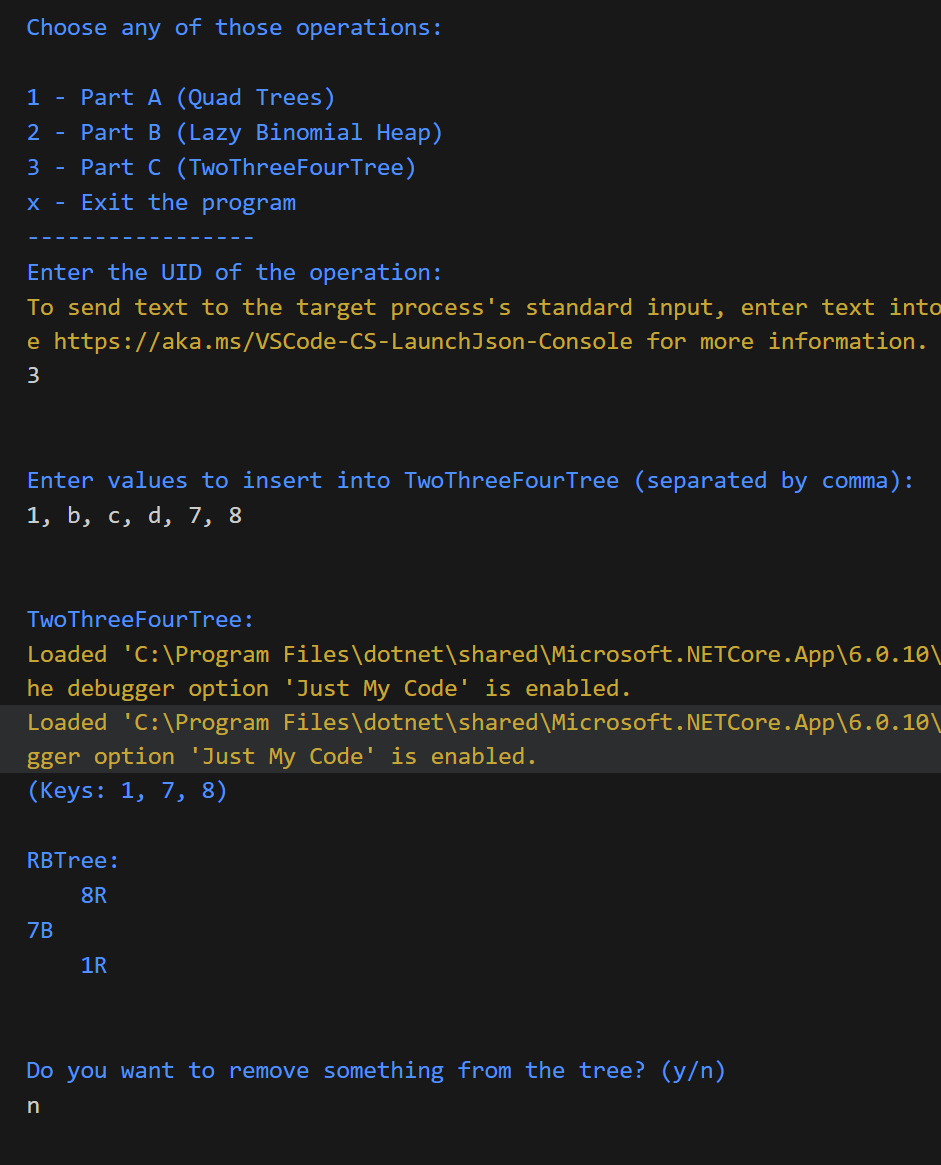 Choose any of those operations:
1 - Part A (Quad Trees)
2 - Part B (Lazy Binomial Heap)
3 - Part C (TwoThreeFourTree)
x - Exit the program
-----------------
Enter the UID of the operation:
To send text to the target process's standard input, enter text into
e https://aka.ms/VSCode-CS-LaunchJson-Console for more information.
3
Enter values to insert into TwoThreeFourTree (separated by comma):
1, b, c, d, 7, 8
TwoThreeFourTree:
Loaded 'C:\Program Files\dotnet\shared\Microsoft.NETCore.App\6.0.10\
he debugger option 'Just My Code' is enabled.
Loaded 'C:\Program Files\dotnet\shared\Microsoft.NETCore.App\6.0.10\
gger option 'Just My Code' is enabled.
(Keys: 1, 7, 8)
RBTree:
8R
7B
1R
Do you want to remove something from the tree? (y/n)
n